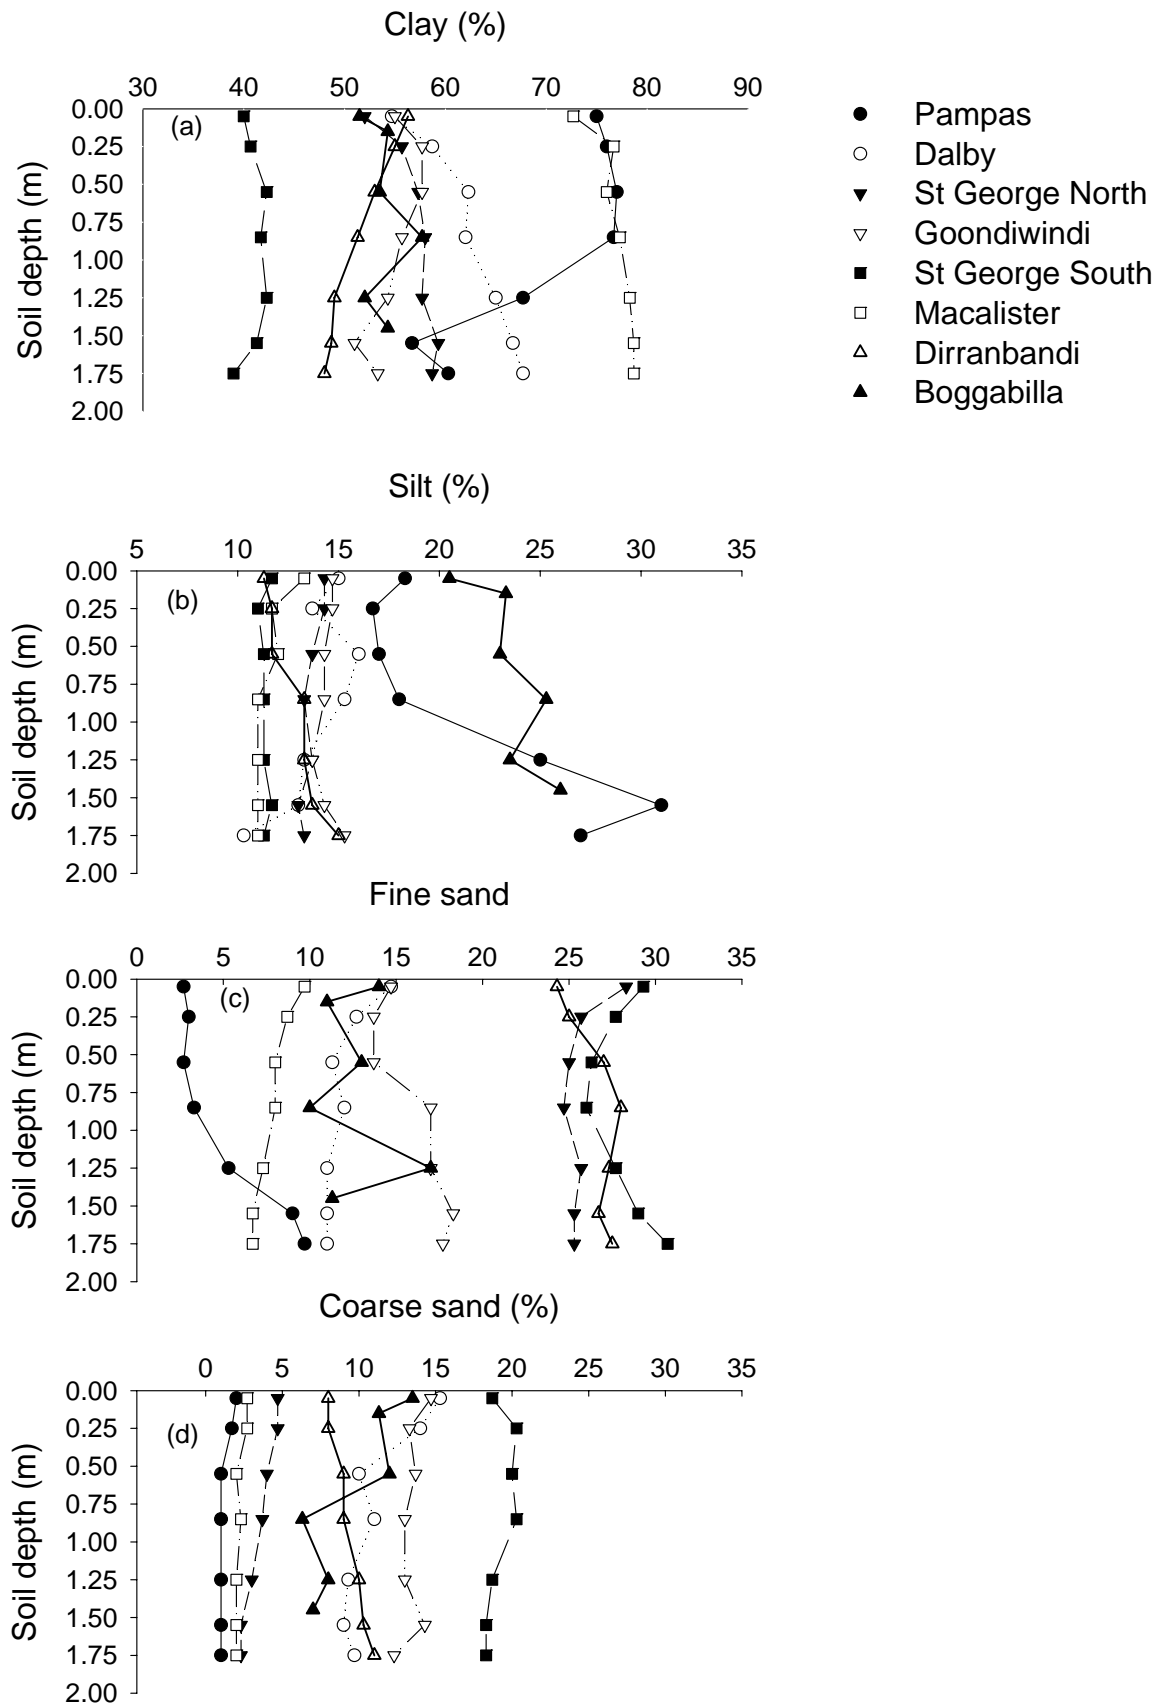 Clay (%)
30 40 50 60 70 80 90
0.00
0.25
0.50
0.75
1.00
1.25
1.50
1.75
2.00
Soil depth (m)
(a)
Pampas
Dalby
St George North
Goondiwindi
St George South
Macalister
Dirranbandi
Boggabilla
Silt (%)
5 10 15 20 25 30 35
0.00
0.25
0.50
0.75
1.00
1.25
1.50
1.75
2.00
Soil depth (m)
(b)
Fine sand
0 5 10 15 20 25 30 35
0.00
0.25
0.50
0.75
1.00
1.25
1.50
1.75
2.00
Soil depth (m)
(c)
Coarse sand (%)
0 5 10 15 20 25 30 35
0.00
0.25
0.50
0.75
1.00
1.25
1.50
1.75
2.00
Soil depth (m)
(d)